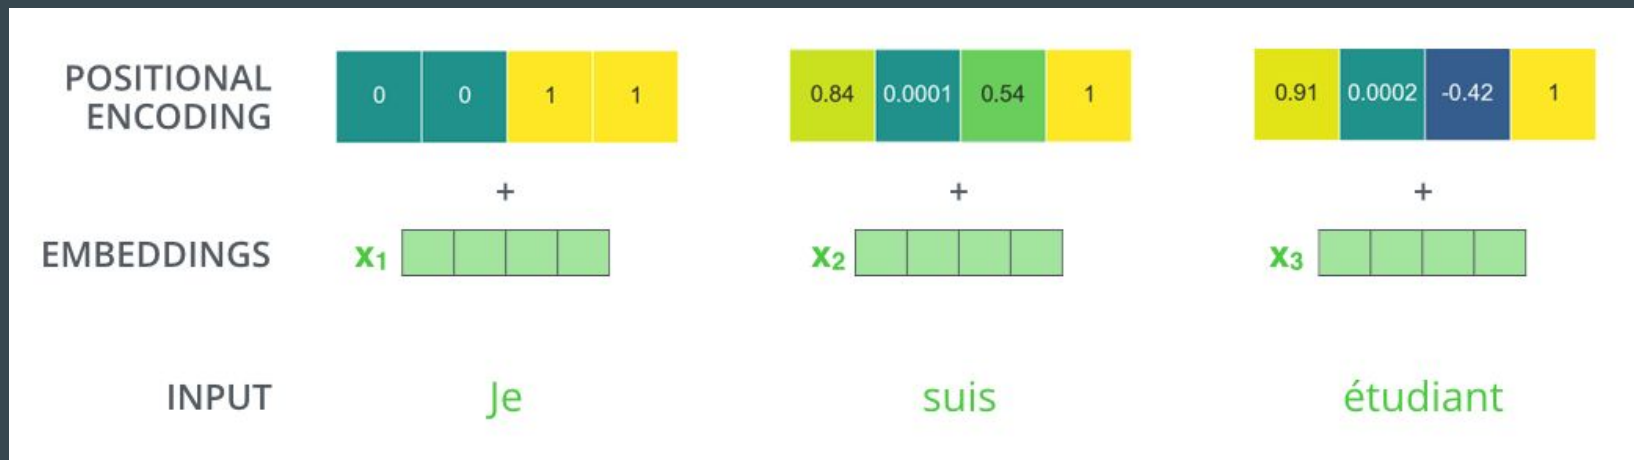 POSITIONAL
ENCODING
0 0 1 1
0.84 0.0001 0.54 1
0.91 0.0002 -0.42 1
+ + +
EMBEDDINGS
x1 x2 x3
INPUT
Je suis étudiant